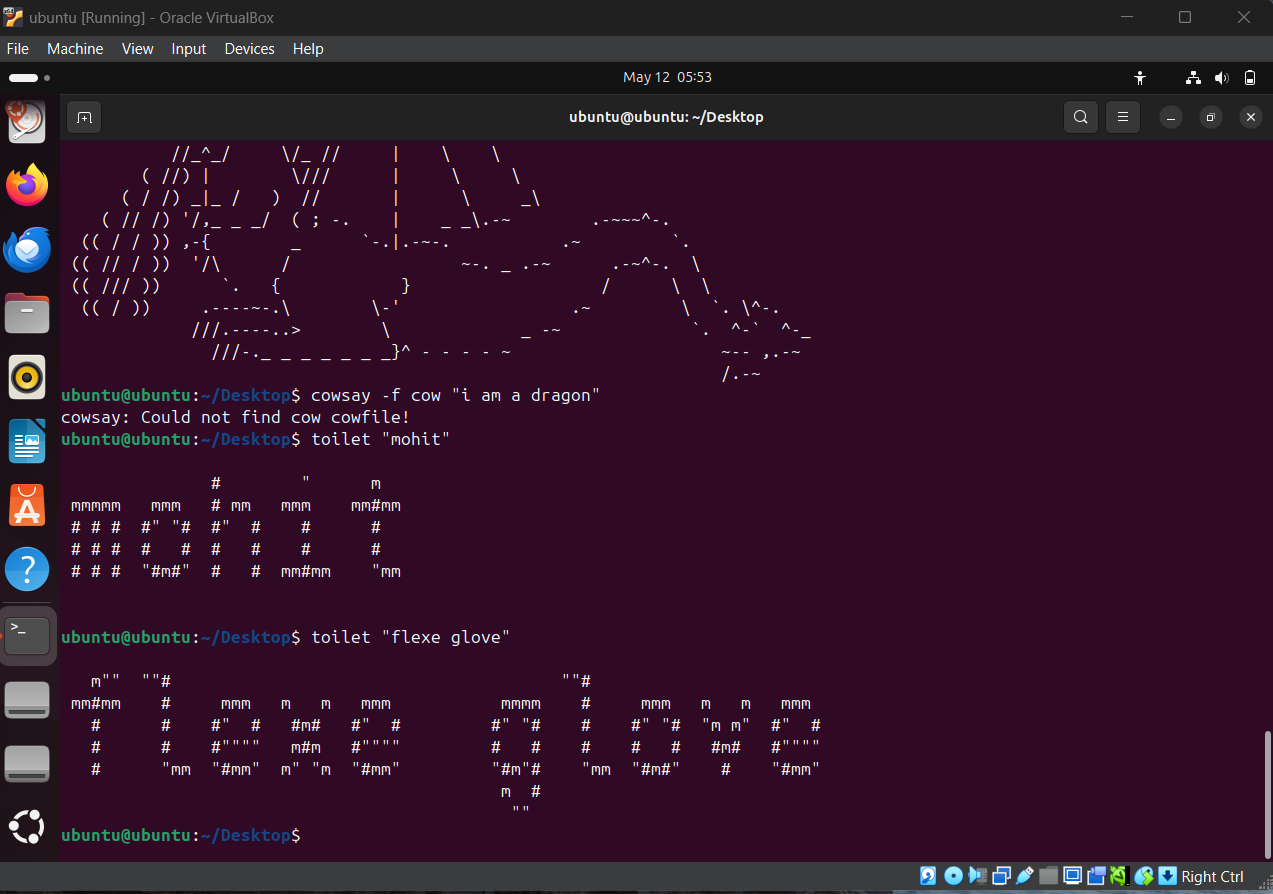 ubuntu [Running] - Oracle VirtualBox
File Machine View Input Devices Help
May 12 05:53
ubuntu@ubuntu: ~/Desktop
          //_^_/     \/_ //     |    \    \
        ( //) |        \///      |     \     \
      ( / /) _|_ /   )  //       |      \     _\
    ( // /) '/,_ _ _/  ( ; -.    |    _ _\.-~        .-~~~^-.
  (( / / )) ,-{        _      `-.|.-~-.           .~         `.
 (( // / ))  '/\      /                 ~-. _ .-~      .-~^-.  \
 (( /// ))      `.   {            }                   /      \  \
  (( / ))     .----~-.\        \-'                 .~         \  `. \^-.
             ///.----..>        \             _ -~             `.  ^-`  ^-_
               ///-._ _ _ _ _ _ _}^ - - - - ~                     ~-- ,.-~
                                                                  /.-~
ubuntu@ubuntu:~/Desktop$ cowsay -f cow "i am a dragon"
cowsay: Could not find cow cowfile!
ubuntu@ubuntu:~/Desktop$ toilet "mohit"
               #        "      m
 mmmmm   mmm   # mm   mmm    mm#mm
 # # #  #" "#  #"  #    #      #
 # # #  #   #  #   #    #      #
 # # #  "#m#"  #   #  mm#mm    "mm
ubuntu@ubuntu:~/Desktop$ toilet "flexe glove"
   m""  ""#                                       ""#
 mm#mm    #     mmm   m   m   mmm           mmmm    #     mmm   m   m   mmm
   #      #    #"  #   #m#   #"  #         #" "#    #    #" "#  "m m"  #"  #
   #      #    #""""   m#m   #""""         #   #    #    #   #   #m#   #""""
   #      "mm  "#mm"  m" "m  "#mm"         "#m"#    "mm  "#m#"    #    "#mm"
                                            m  #
                                             ""
ubuntu@ubuntu:~/Desktop$
Right Ctrl